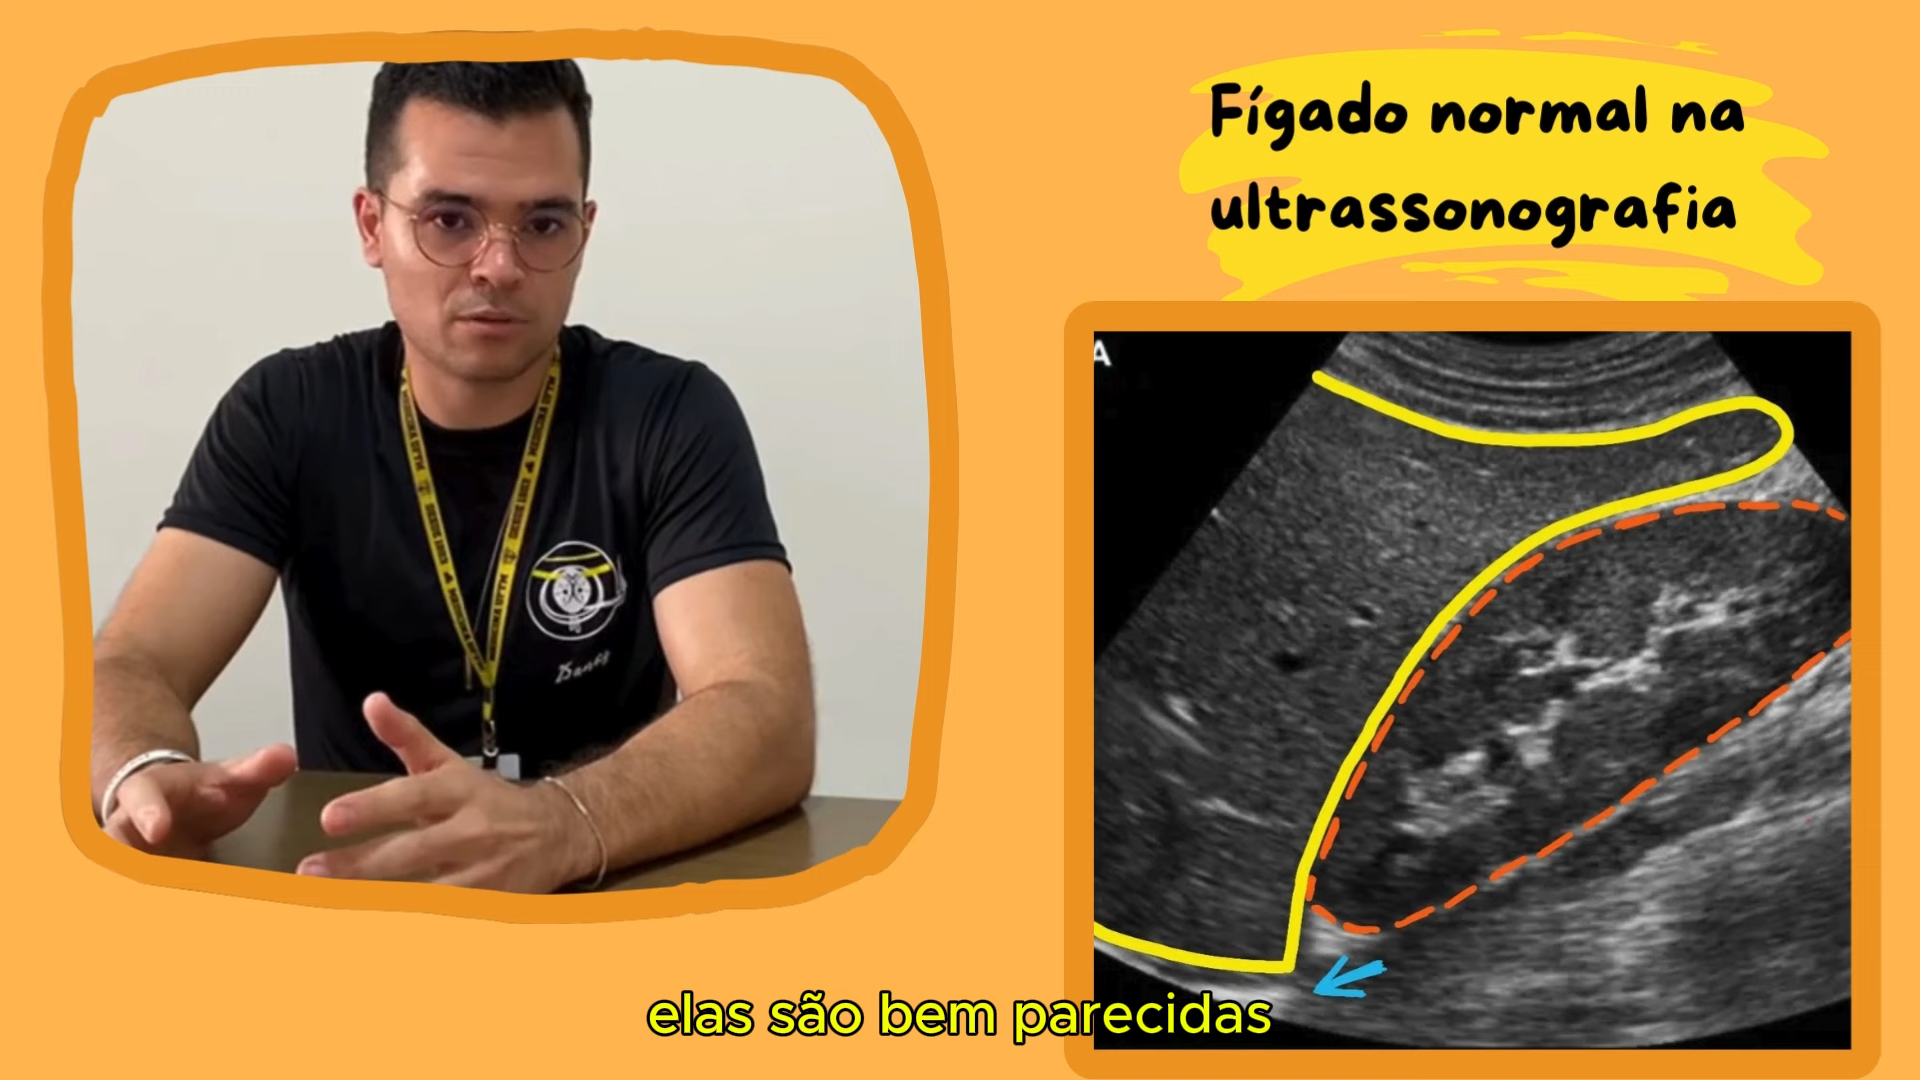 Fígado normal na
ultrassonografia
A
elas são bem parecidas